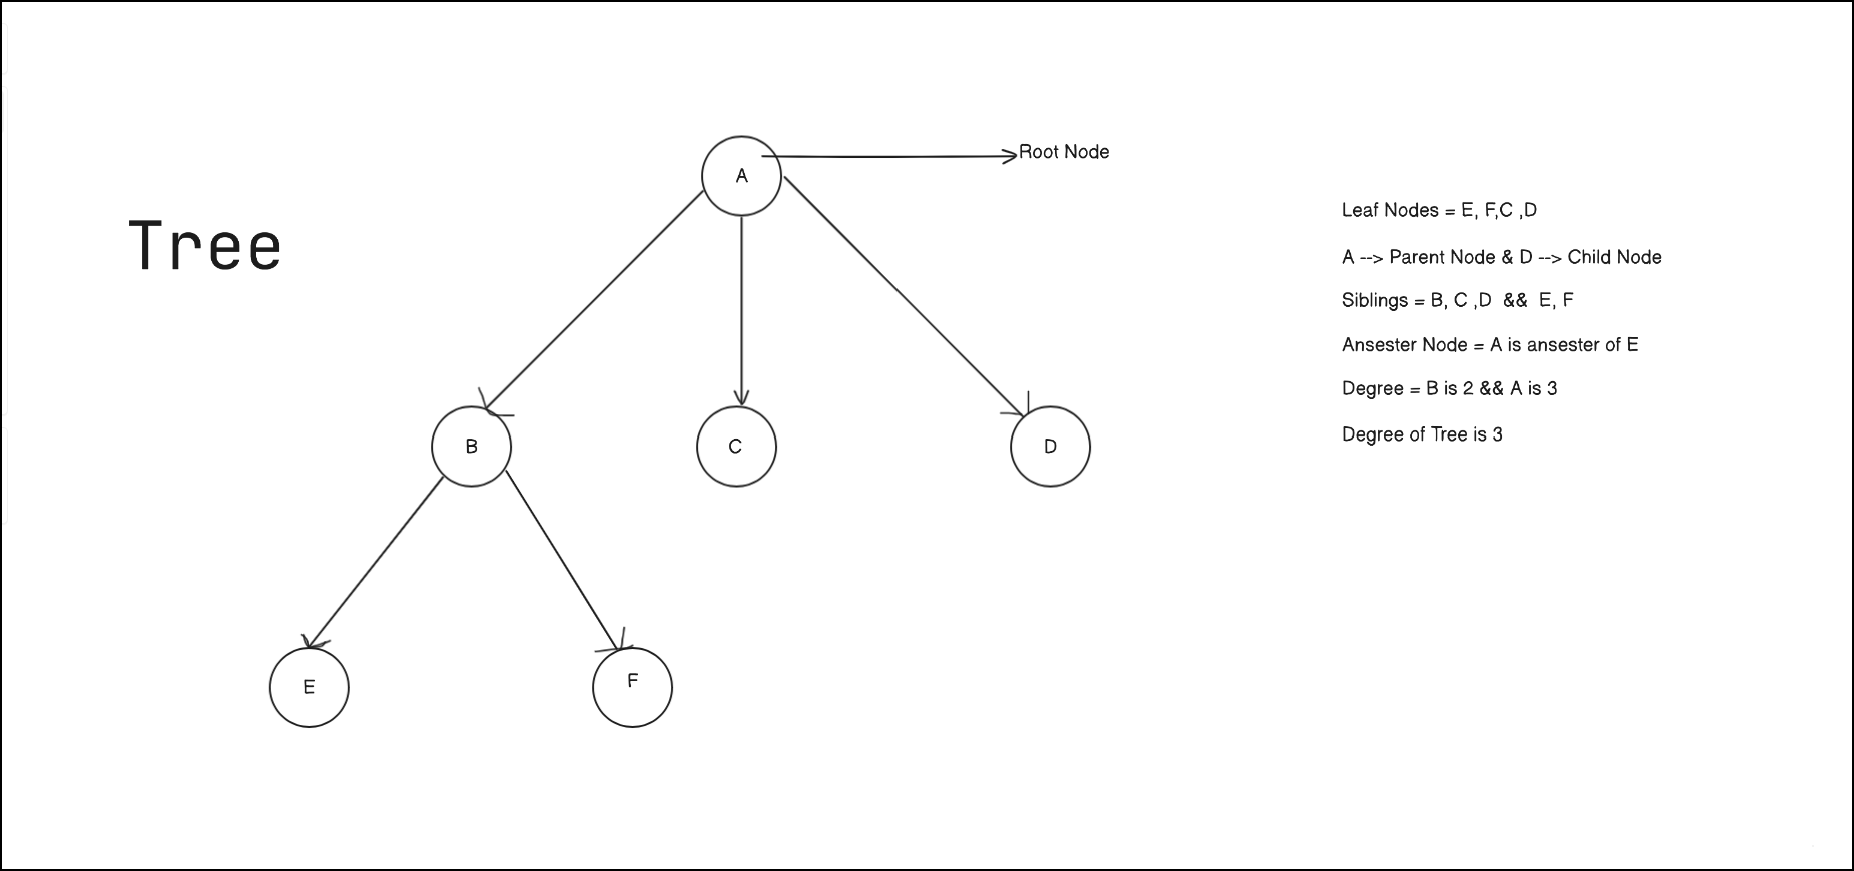 Tree
A
Root Node
B
C
D
E
F
Leaf Nodes = E, F,C ,D
A --> Parent Node & D --> Child Node
Siblings = B, C ,D && E, F
Ansester Node = A is ansester of E
Degree = B is 2 && A is 3
Degree of Tree is 3